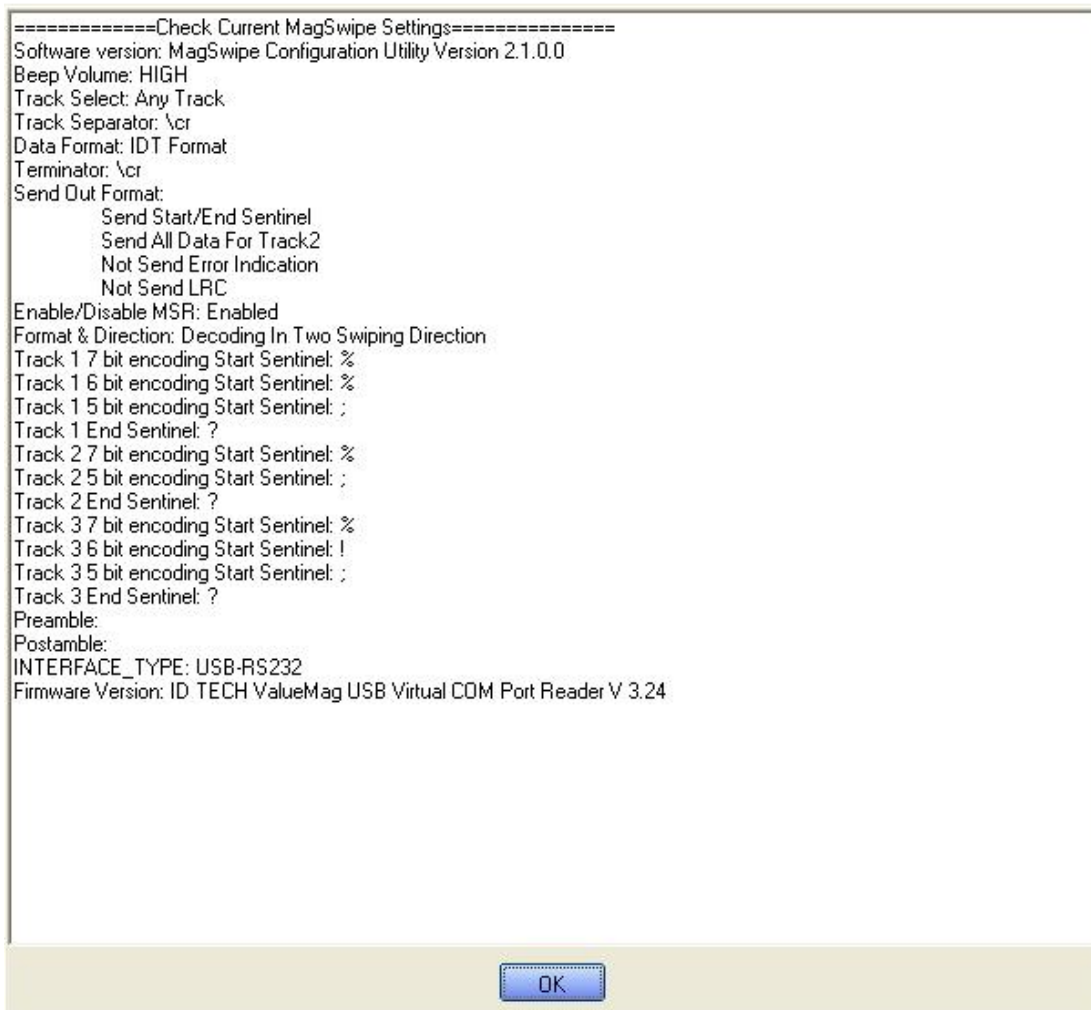 =============Check Current MagSwipe Settings===============
Software version: MagSwipe Configuration Utility Version 2.1.0.0
Beep Volume: HIGH
Track Select: Any Track
Track Separator: \cr
Data Format: IDT Format
Terminator: \cr
Send Out Format:
Send Start/End Sentinel
Send All Data For Track2
Not Send Error Indication
Not Send LRC
Enable/Disable MSR: Enabled
Format & Direction: Decoding In Two Swiping Direction
Track 1 7 bit encoding Start Sentinel: %
Track 1 6 bit encoding Start Sentinel: %
Track 1 5 bit encoding Start Sentinel: ;
Track 1 End Sentinel: ?
Track 2 7 bit encoding Start Sentinel: %
Track 2 5 bit encoding Start Sentinel: ;
Track 2 End Sentinel: ?
Track 3 7 bit encoding Start Sentinel: %
Track 3 6 bit encoding Start Sentinel: !
Track 3 5 bit encoding Start Sentinel: ;
Track 3 End Sentinel: ?
Preamble:
Postamble:
INTERFACE_TYPE: USB-RS232
Firmware Version: ID TECH ValueMag USB Virtual COM Port Reader V 3.24
OK